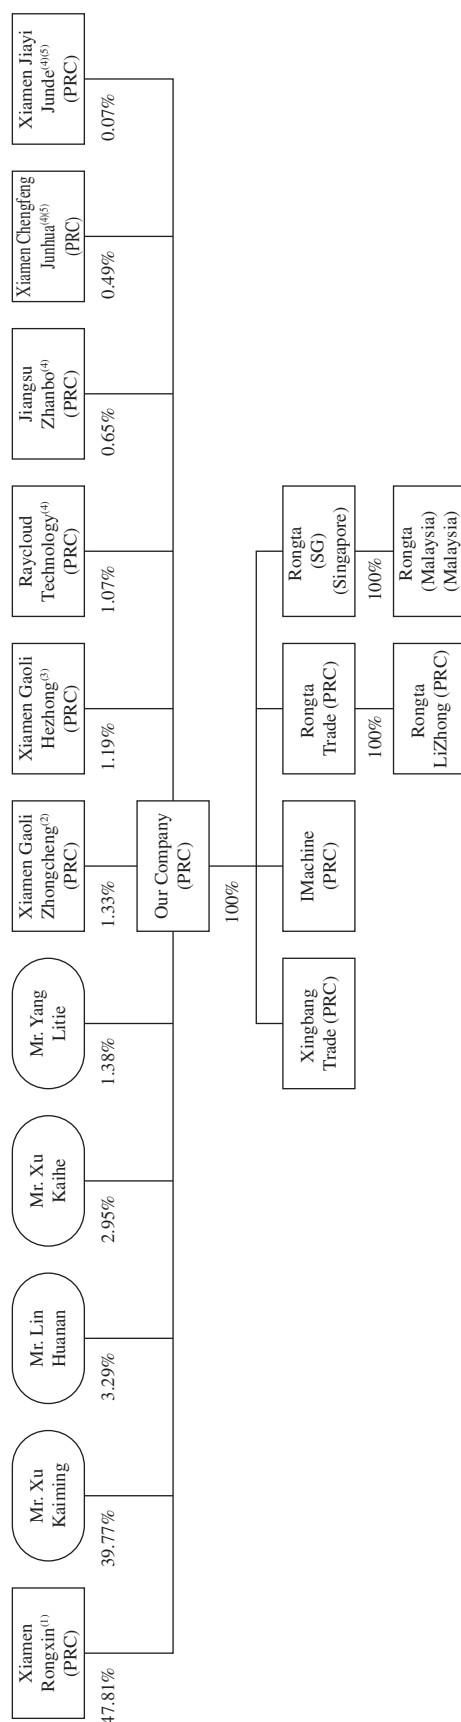 Xiamen
Rongxin(1)
(PRC)
47.81%
Mr. Xu
Kaiming
39.77%
Mr. Lin
Huanan
3.29%
Mr. Xu
Kaihe
2.95%
Mr. Yang
Litie
1.38%
Xiamen Gaoli
Zhongcheng(2)
(PRC)
1.33%
Xiamen Gaoli
Hezhong(3)
(PRC)
1.19%
Raycloud
Technology(4)
(PRC)
1.07%
Jiangsu
Zhanbo(4)
(PRC)
0.65%
Xiamen Chengfeng
Junhua(4)(5)
(PRC)
0.49%
Xiamen Jiayi
Junde(4)(5)
(PRC)
0.07%
Our Company
(PRC)
100%
Xingbang
Trade (PRC)
IMachine
(PRC)
Rongta
Trade (PRC)
100%
Rongta
LiZhong (PRC)
Rongta
(SG)
(Singapore)
100%
Rongta
(Malaysia)
(Malaysia)